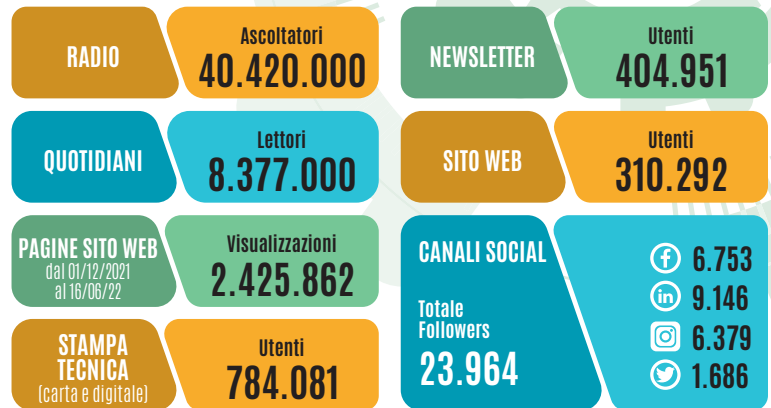 RADIO
Ascoltatori
40.420.000
QUOTIDIANI
Lettori
8.377.000
PAGINE SITO WEB
dal 01/12/2021
al 16/06/22
Visualizzazioni
2.425.862
STAMPA
TECNICA
(carta e digitale)
Utenti
784.081
NEWSLETTER
Utenti
404.951
SITO WEB
Utenti
310.292
CANALI SOCIAL
Totale
Followers
23.964
f 6.753
in 9.146
6.379
1.686